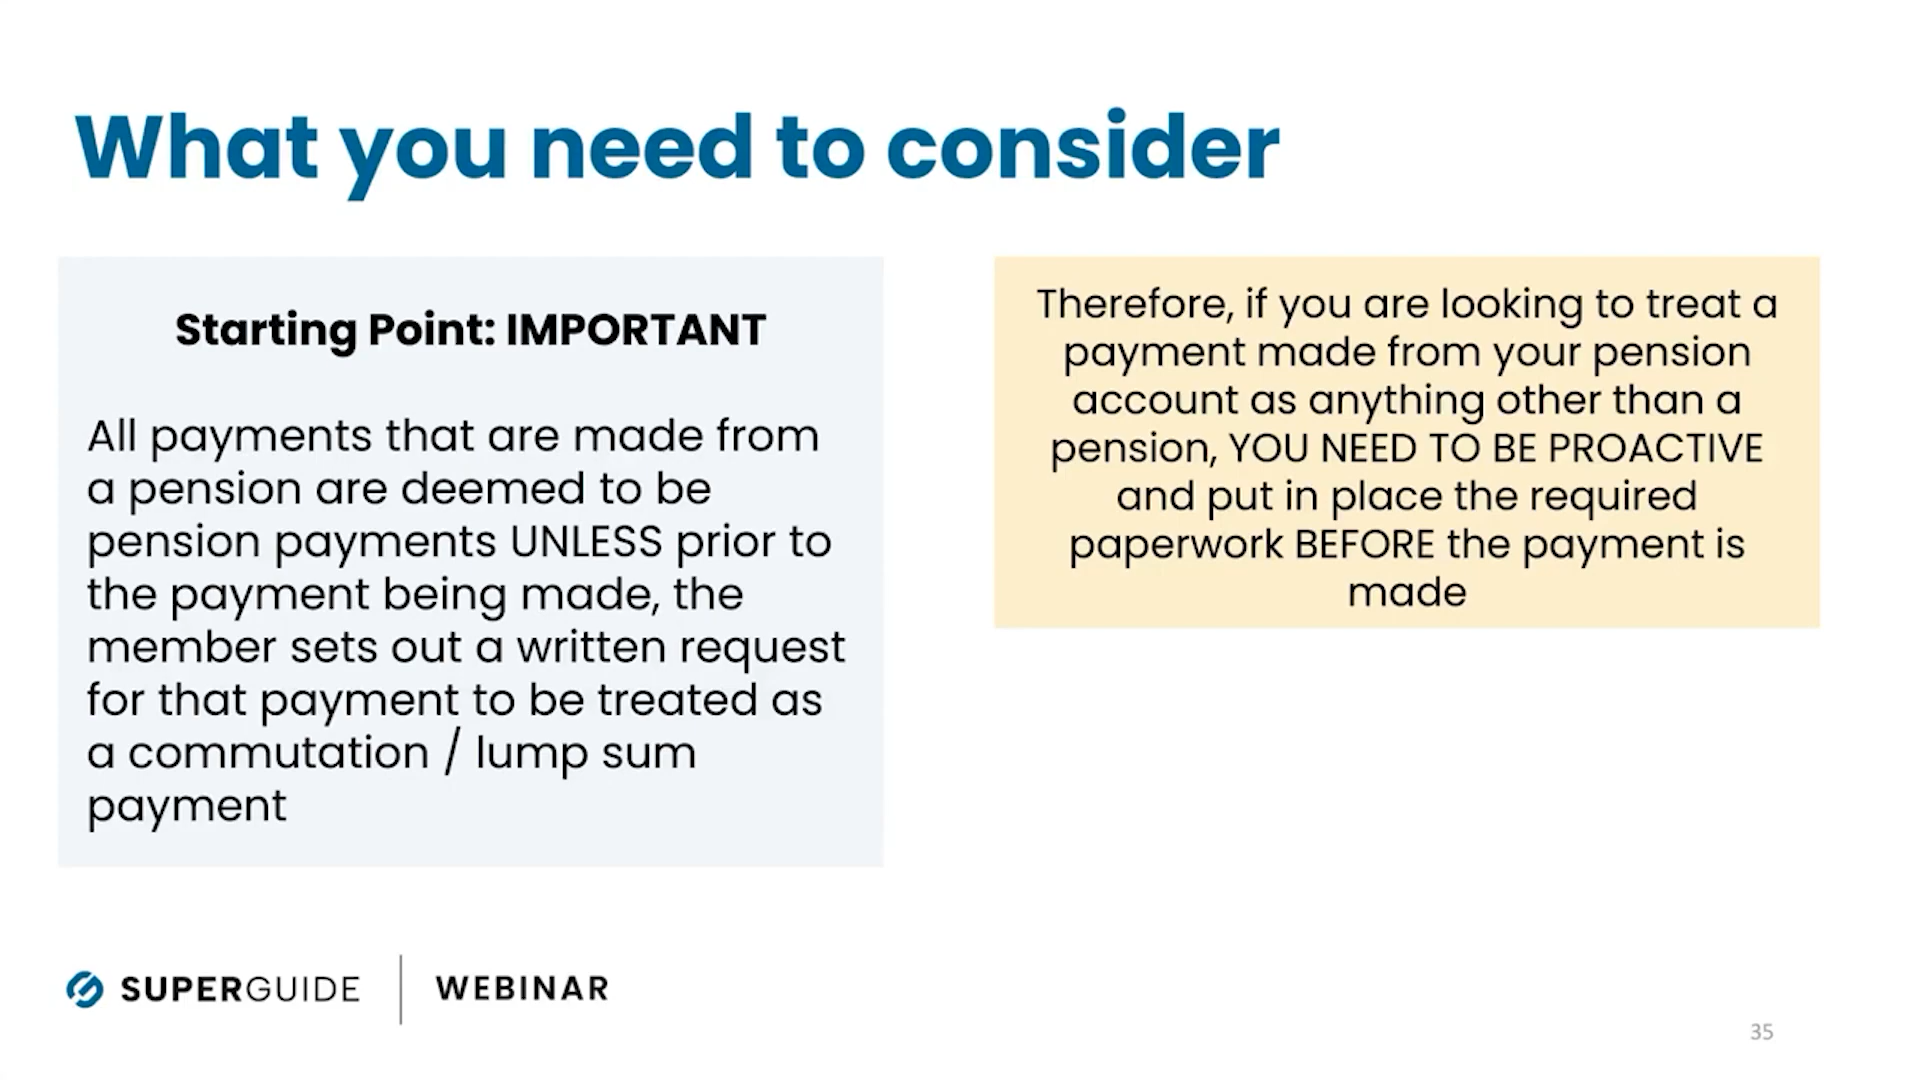 What you need to consider
Starting Point: IMPORTANT
All payments that are made from
a pension are deemed to be
pension payments UNLESS prior to
the payment being made, the
member sets out a written request
for that payment to be treated as
a commutation / lump sum
payment
Therefore, if you are looking to treat a
payment made from your pension
account as anything other than a
pension, YOU NEED TO BE PROACTIVE
and put in place the required
paperwork BEFORE the payment is
made
SUPERGUIDE
WEBINAR
35